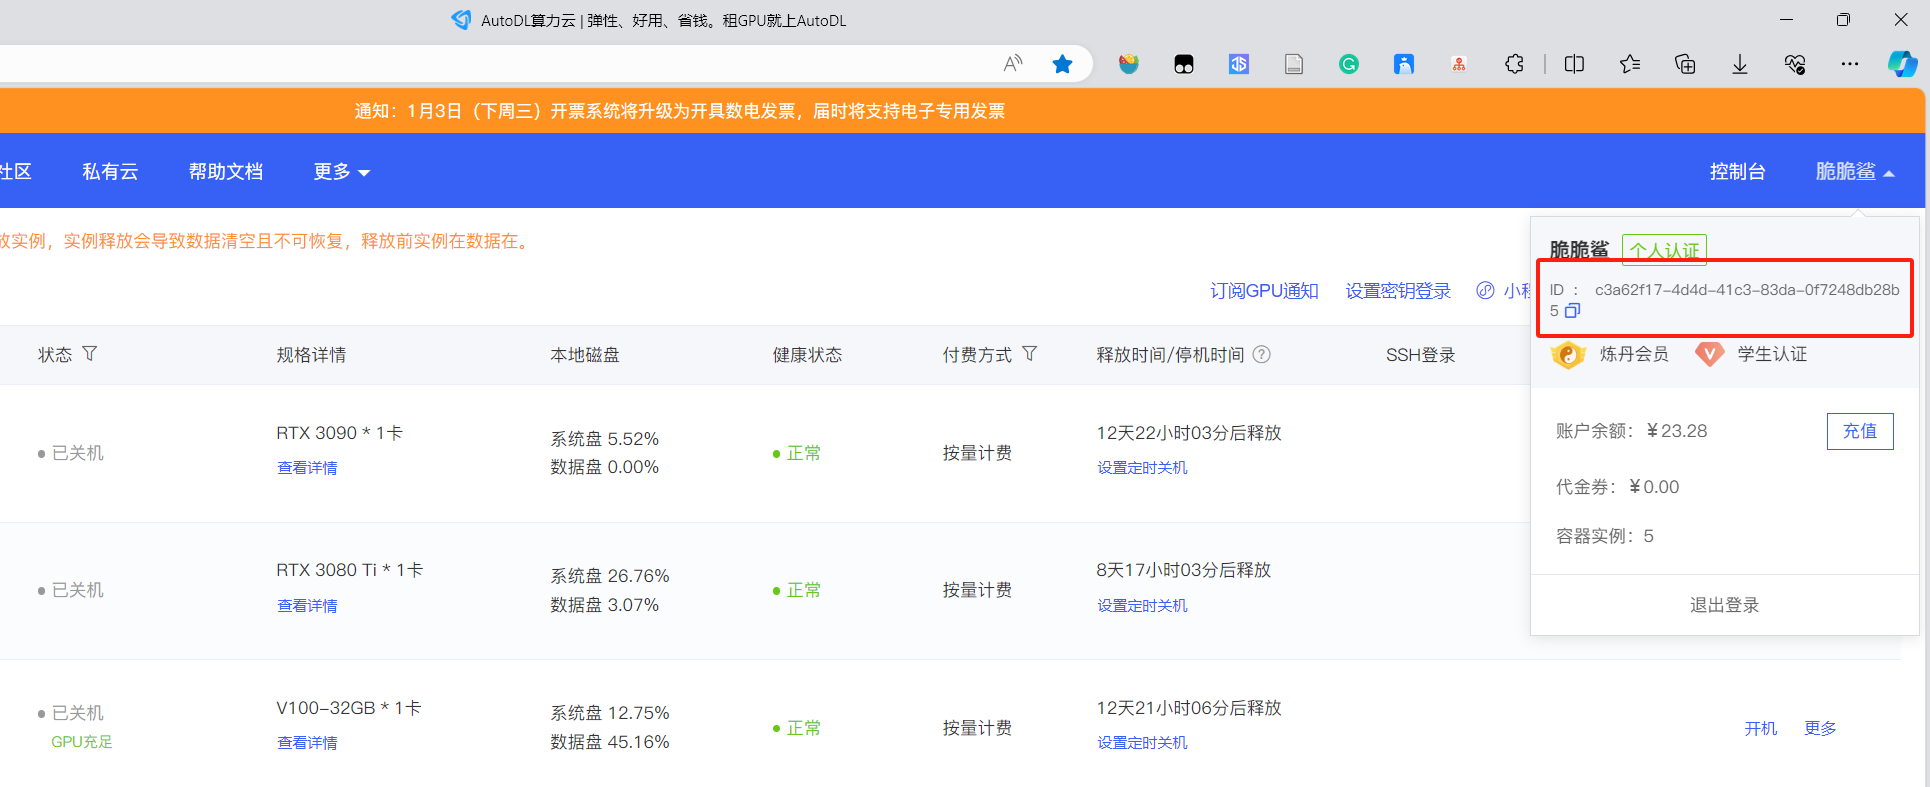 AutoDL算力云 | 弹性、好用、省钱。租GPU就上AutoDL
通知：1月3日（下周三）开票系统将升级为开具数电发票，届时将支持电子专用发票
社区 私有云 帮助文档 更多 控制台 脆脆鲨
放实例，实例释放会导致数据清空且不可恢复，释放前实例在数据在。
脆脆鲨 个人认证
ID ： c3a62f17-4d4d-41c3-83da-0f7248db28b
5
炼丹会员 学生认证
账户余额：￥23.28 充值
代金券：￥0.00
容器实例：5
退出登录
订阅GPU通知 设置密钥登录 小程
状态 规格详情 本地磁盘 健康状态 付费方式 释放时间/停机时间 SSH登录
已关机 RTX 3090 * 1卡 系统盘 5.52% 正常 按量计费 12天22小时03分后释放
查看详情 数据盘 0.00% 设置定时关机
已关机 RTX 3080 Ti * 1卡 系统盘 26.76% 正常 按量计费 8天17小时03分后释放
查看详情 数据盘 3.07% 设置定时关机
已关机 V100-32GB * 1卡 系统盘 12.75% 正常 按量计费 12天21小时06分后释放 开机 更多
GPU充足 查看详情 数据盘 45.16% 设置定时关机